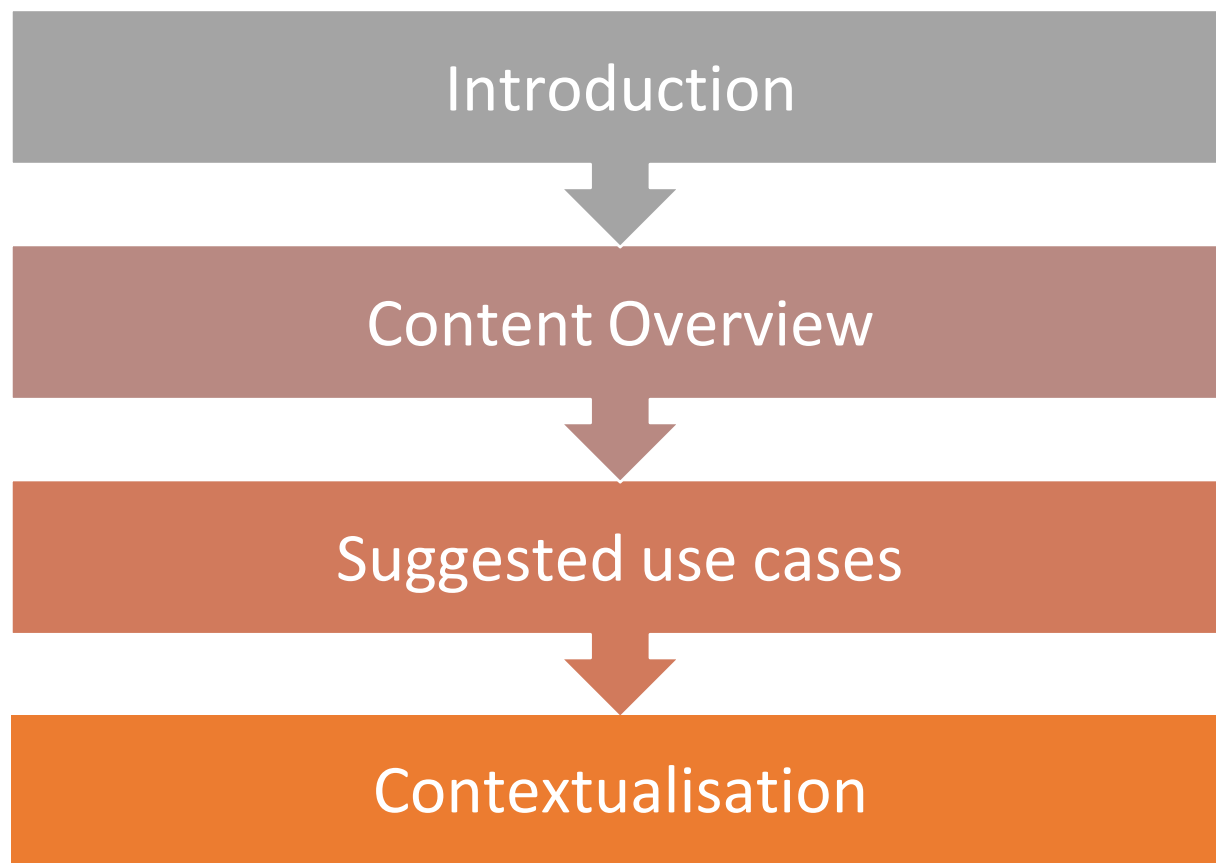 Introduction
Content Overview
Suggested use cases
Contextualisation